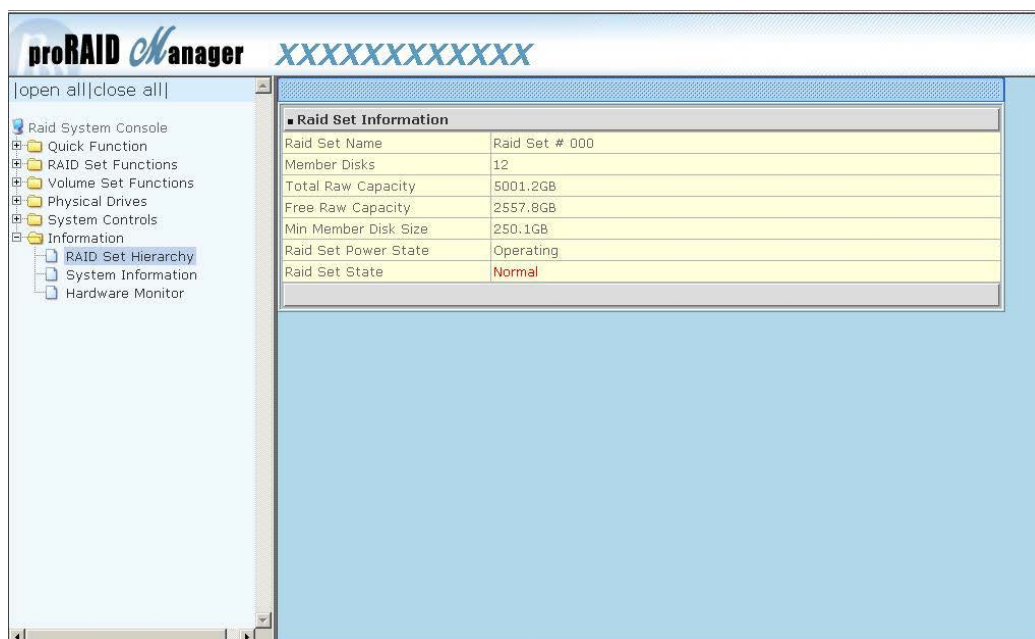 proRAID Manager XXXXXXXXXXXX
|open all|close all|
Raid System Console
Quick Function
RAID Set Functions
Volume Set Functions
Physical Drives
System Controls
Information
RAID Set Hierarchy
System Information
Hardware Monitor
Raid Set Information
Raid Set Name Raid Set # 000
Member Disks 12
Total Raw Capacity 5001.2GB
Free Raw Capacity 2557.8GB
Min Member Disk Size 250.1GB
Raid Set Power State Operating
Raid Set State Normal